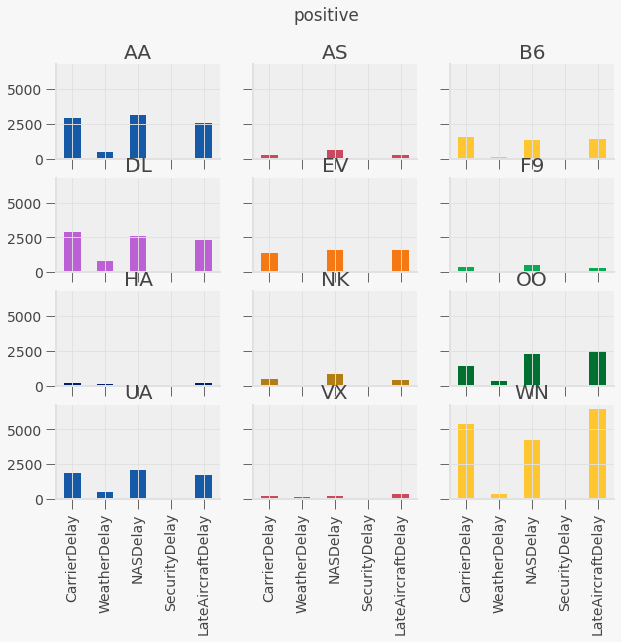 positive
AA AS B6
5000
2500
0
DL EV F9
5000
2500
0
HA NK OO
5000
2500
0
UA VX WN
5000
2500
0
CarrierDelay WeatherDelay NASDelay SecurityDelay LateAircraftDelay CarrierDelay WeatherDelay NASDelay SecurityDelay LateAircraftDelay CarrierDelay WeatherDelay NASDelay SecurityDelay LateAircraftDelay